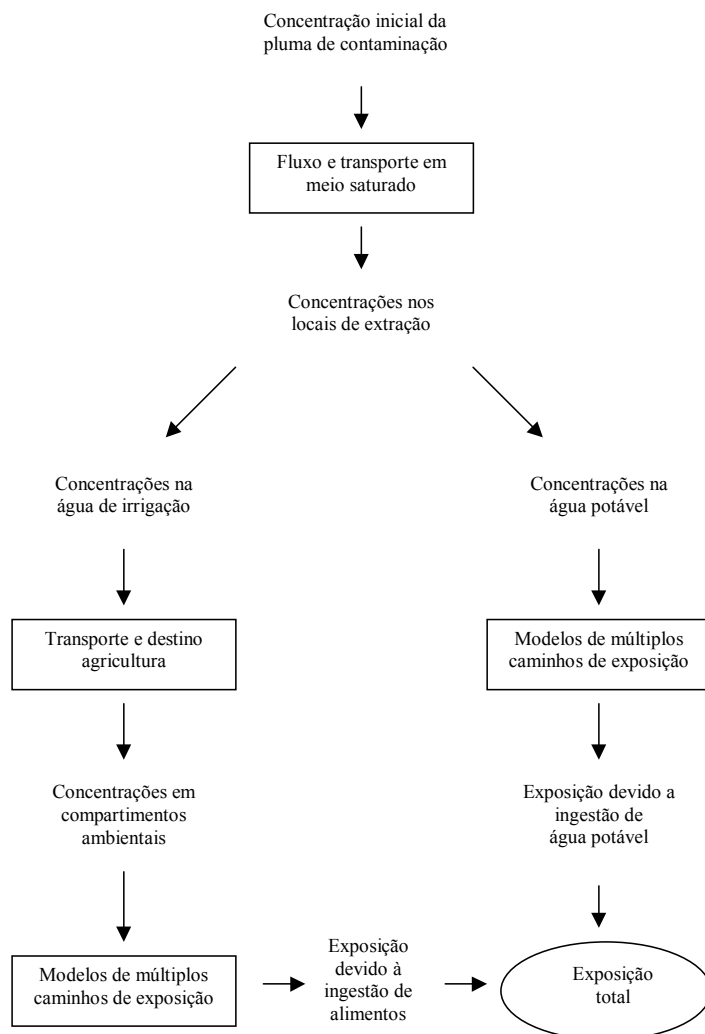 Concentração inicial da
pluma de contaminação
Fluxo e transporte em
meio saturado
Concentrações nos
locais de extração
Concentrações na
água de irrigação
Concentrações na
água potável
Transporte e destino
agricultura
Modelos de múltiplos
caminhos de exposição
Concentrações em
compartimentos
ambientais
Exposição devido a
ingestão de
água potável
Modelos de múltiplos
caminhos de exposição
Exposição
devido à
ingestão de
alimentos
Exposição
total